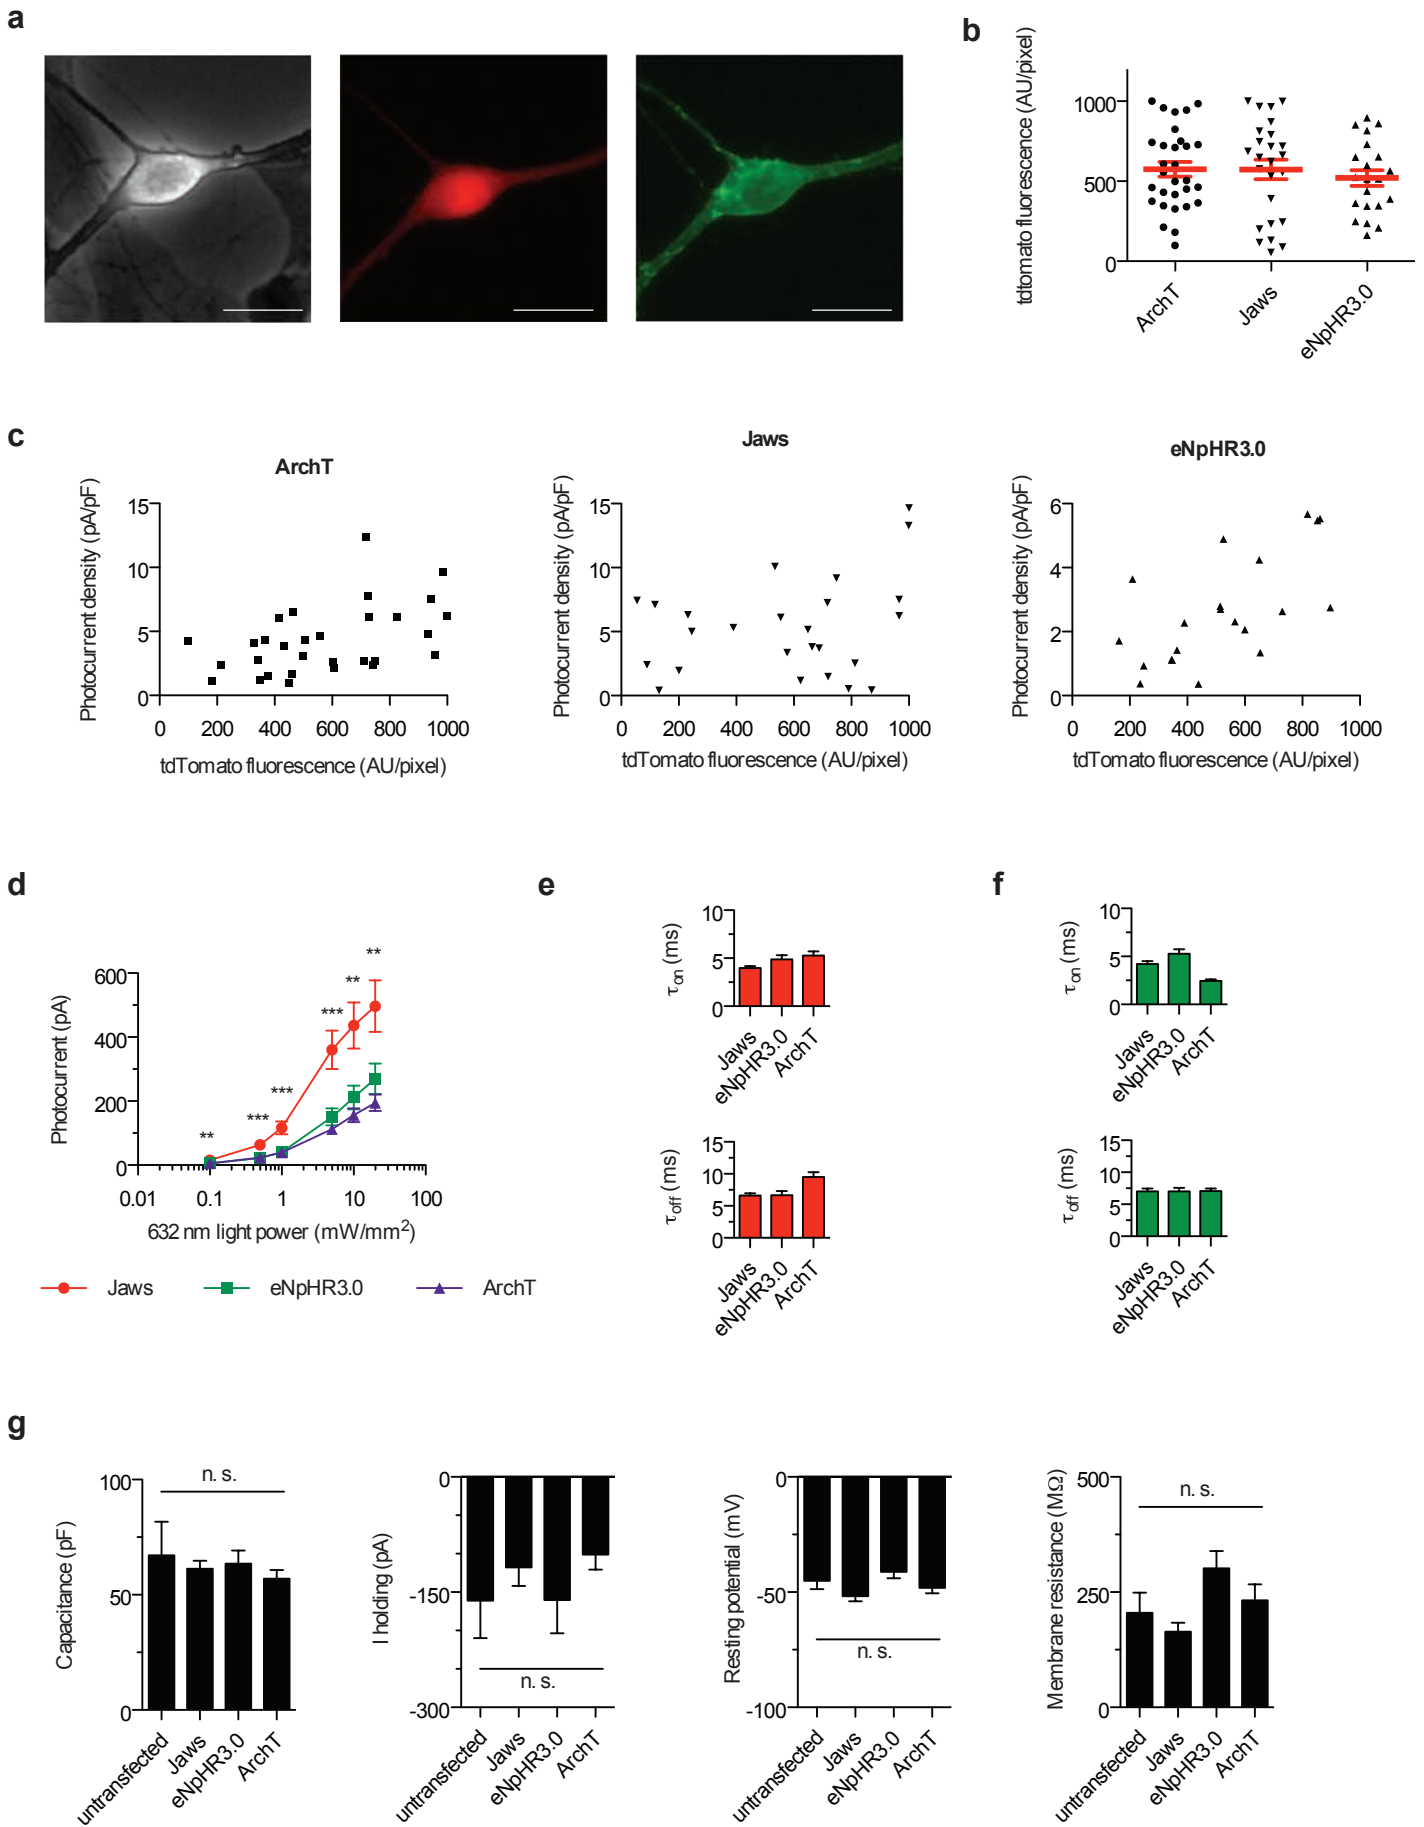 a
b
tdtomato fluorescence (AU/pixel)
1000
500
0
ArchT
Jaws
eNpHR3.0
c
ArchT
Photocurrent density (pA/pF)
15
10
5
0
0 200 400 600 800 1000
tdTomato fluorescence (AU/pixel)
Jaws
Photocurrent density (pA/pF)
15
10
5
0
0 200 400 600 800 1000
tdTomato fluorescence (AU/pixel)
eNpHR3.0
Photocurrent density (pA/pF)
6
4
2
0
0 200 400 600 800 1000
tdTomato fluorescence (AU/pixel)
d
Photocurrent (pA)
600
400
200
0
** *** *** *** ** **
0.01 0.1 1 10 100
632 nm light power (mW/mm²)
Jaws eNpHR3.0 ArchT
e
τon (ms)
10
5
0
Jaws
eNpHR3.0
ArchT
τoff (ms)
15
10
5
0
Jaws
eNpHR3.0
ArchT
f
τon (ms)
10
5
0
Jaws
eNpHR3.0
ArchT
τoff (ms)
15
10
5
0
Jaws
eNpHR3.0
ArchT
g
Capacitance (pF)
100
50
0
n. s.
untransfected
Jaws
eNpHR3.0
ArchT
I holding (pA)
0
-150
-300
n. s.
untransfected
Jaws
eNpHR3.0
ArchT
Resting potential (mV)
0
-50
-100
n. s.
untransfected
Jaws
eNpHR3.0
ArchT
Membrane resistance (MΩ)
500
250
0
n. s.
untransfected
Jaws
eNpHR3.0
ArchT